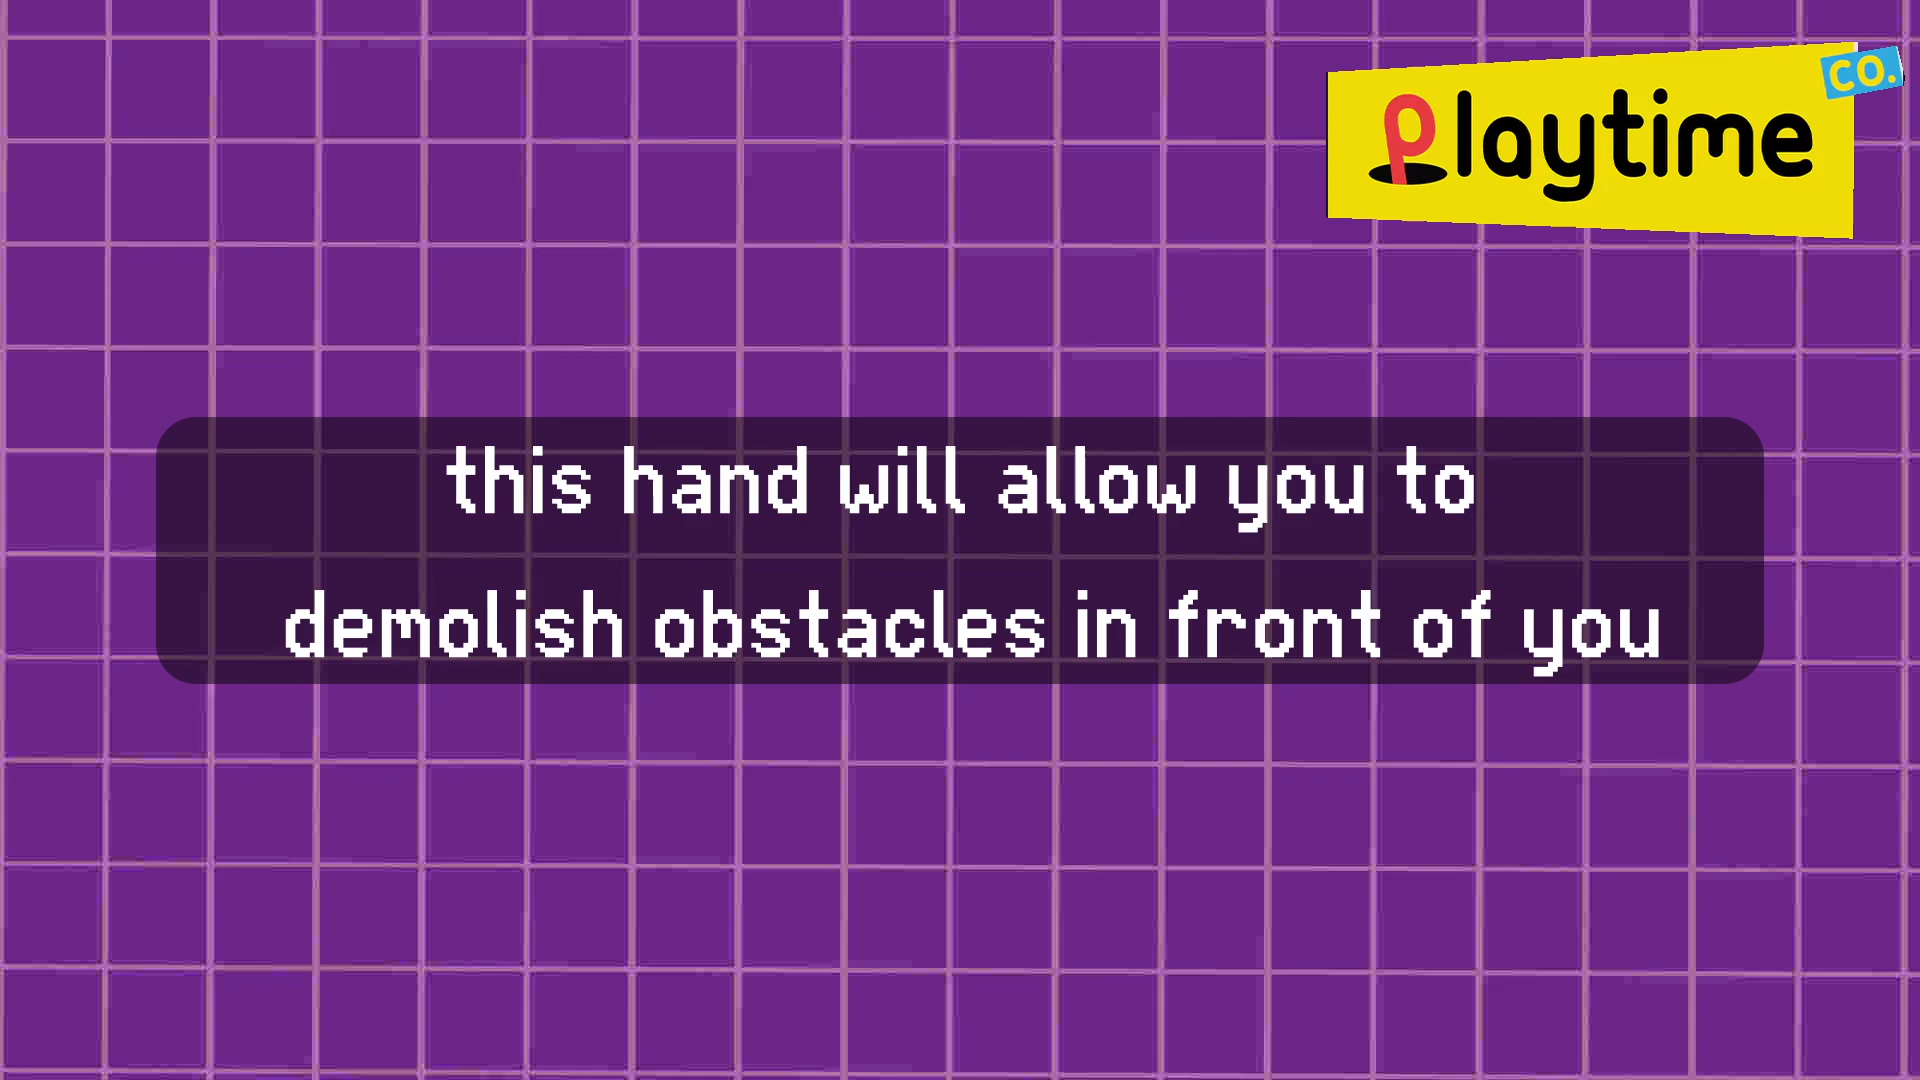 playtime co.
this hand will allow you to
demolish obstacles in front of you